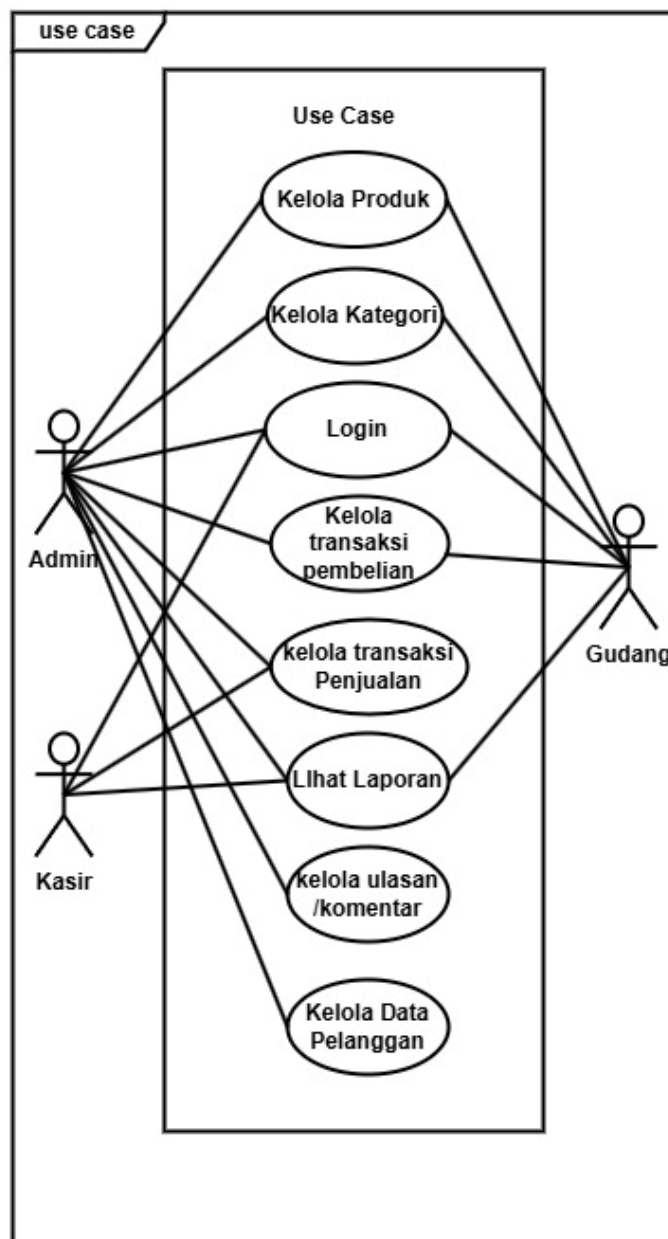 use case
Use Case
Kelola Produk
Kelola Kategori
Login
Kelola
transaksi
pembelian
Admin
Gudang
kelola transaksi
Penjualan
LIhat Laporan
Kasir
kelola ulasan
/komentar
Kelola Data
Pelanggan